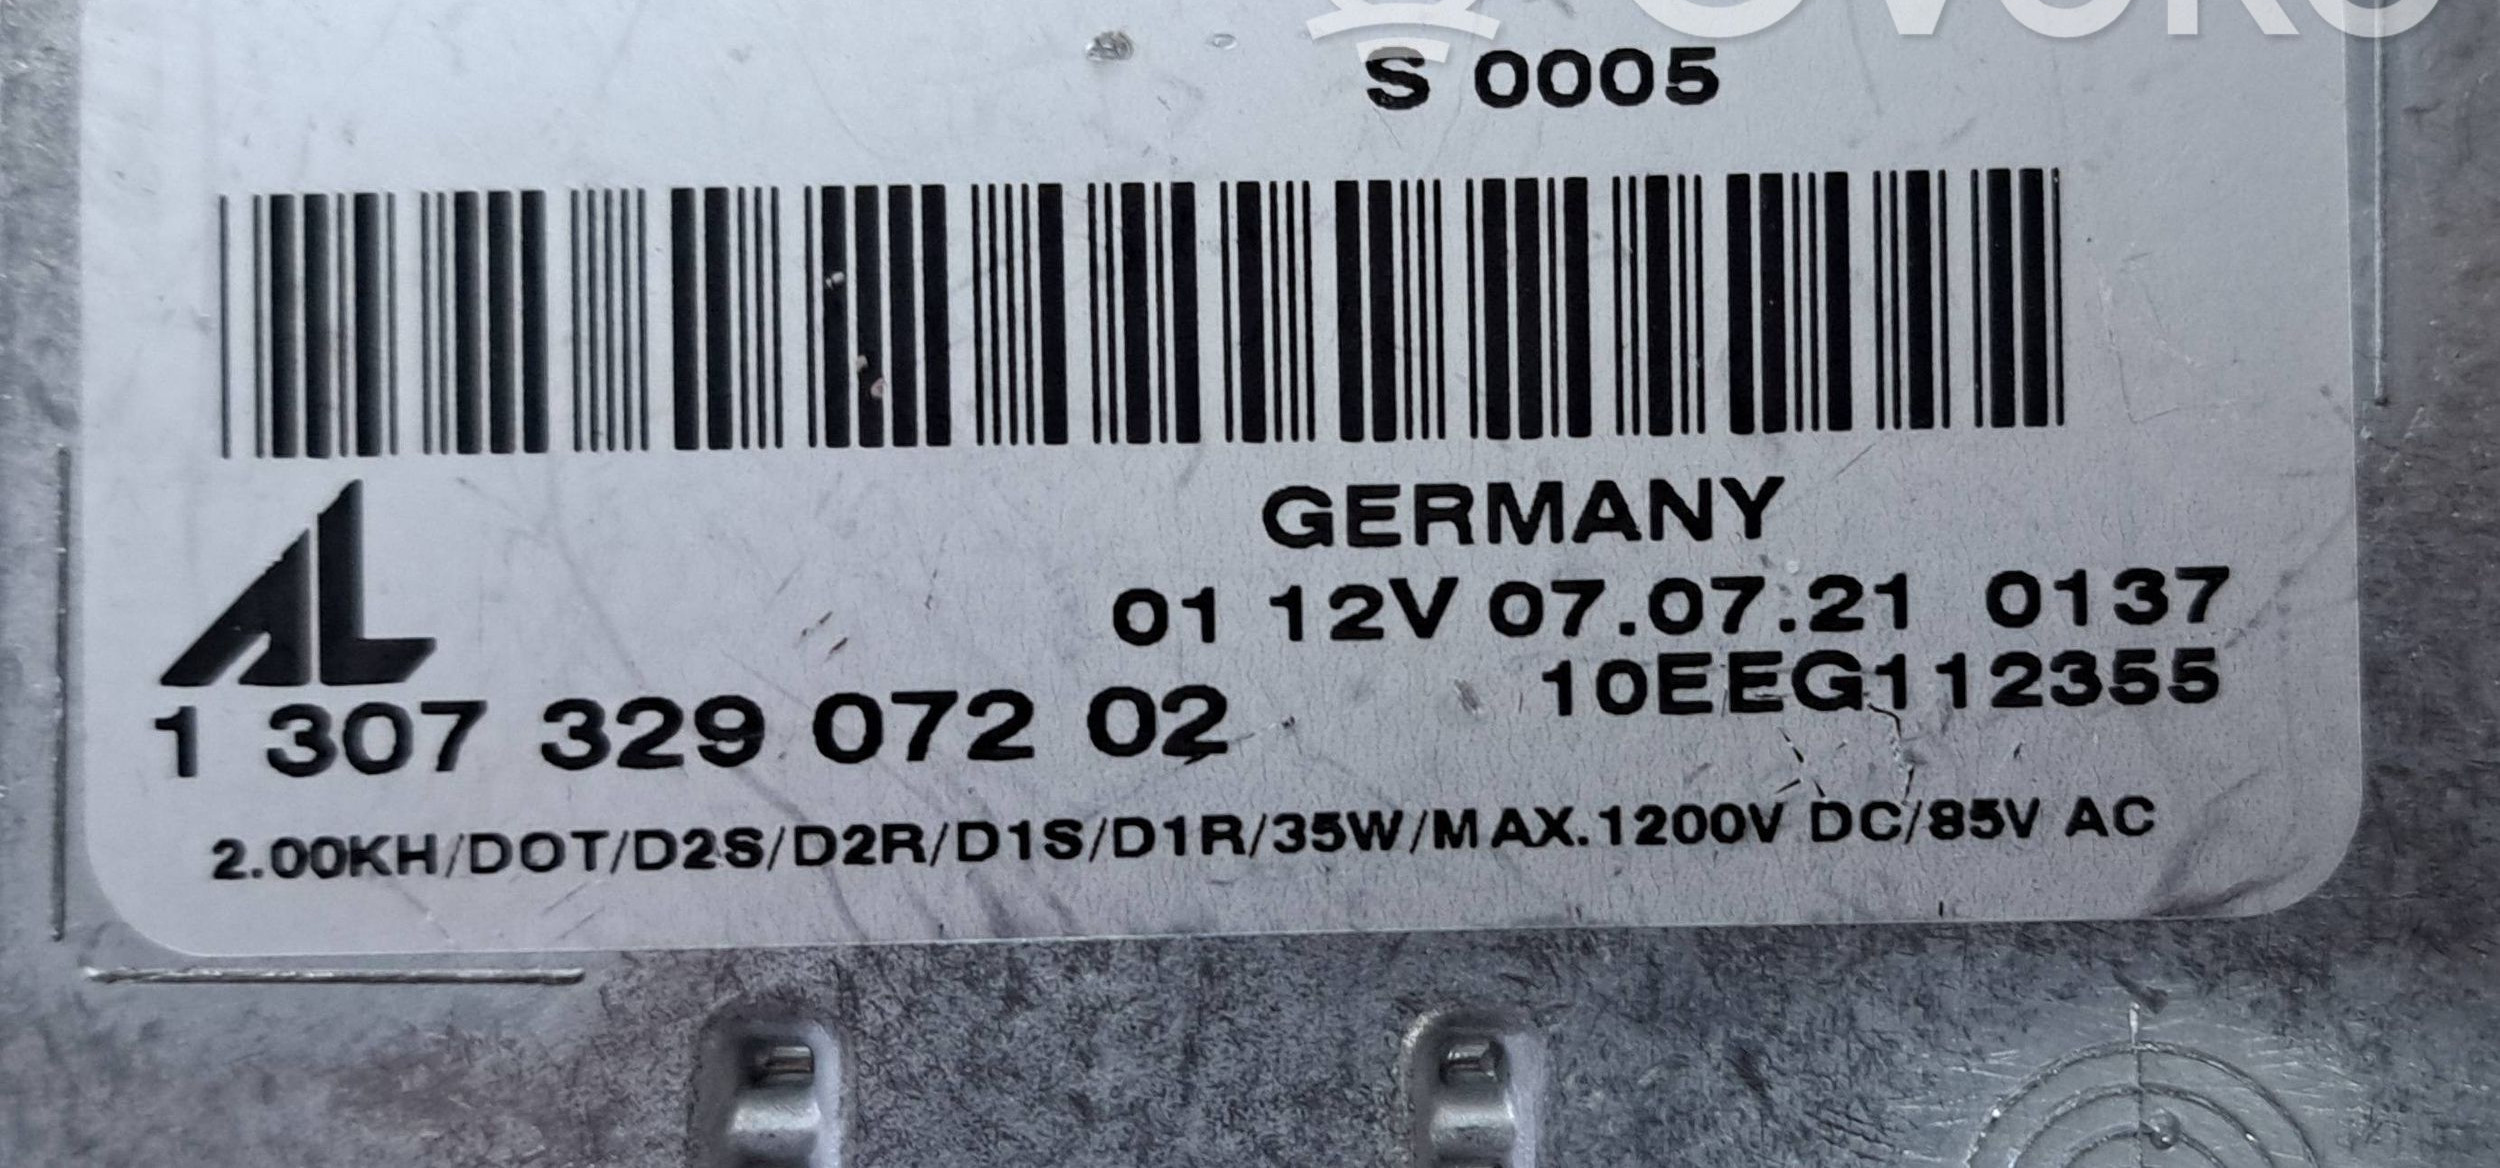 S 0005
GERMANY
01 12V 07.07.21 0137
10EEG112355
AL
1 307 329 072 02
2.00KH/DOT/D2S/D2R/D1S/D1R/35W/MAX.1200V DC/85V AC